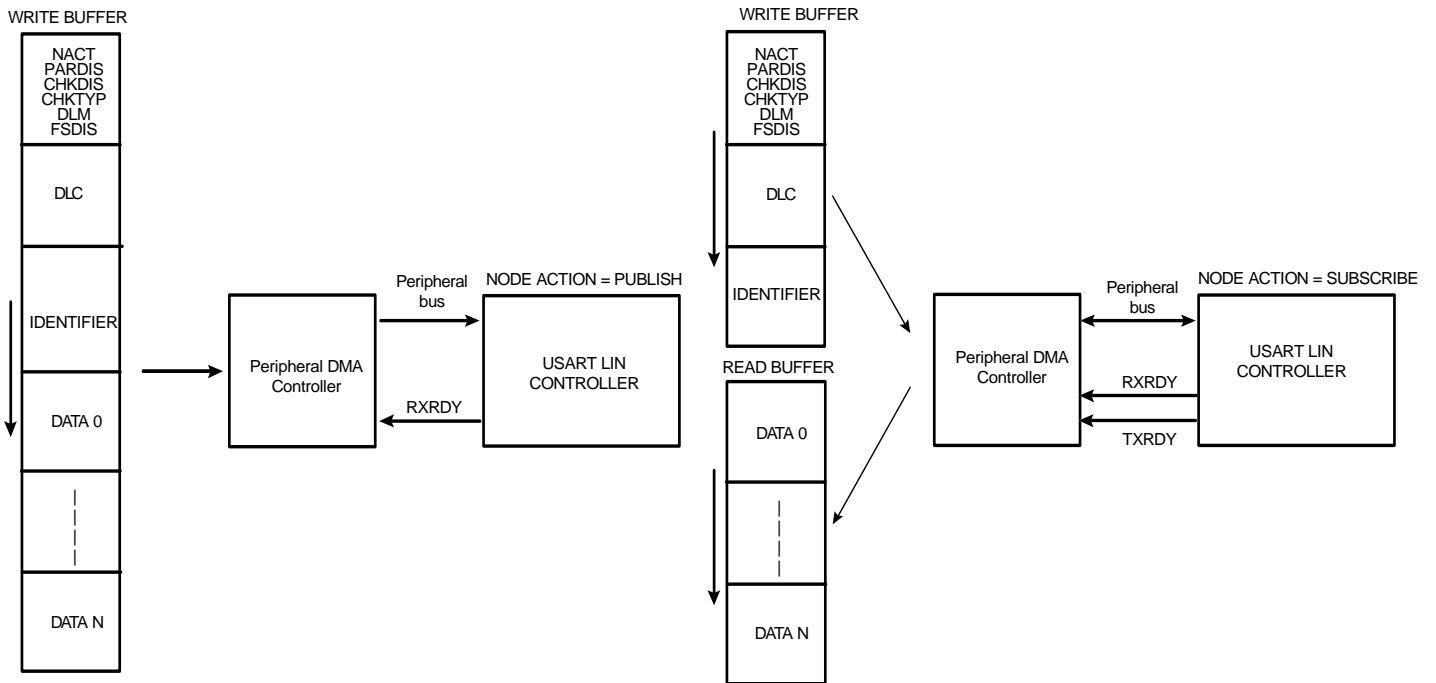 WRITE BUFFER
NACT
PARDIS
CHKDIS
CHKTYP
DLM
FSDIS
DLC
IDENTIFIER
DATA 0
DATA N
Peripheral DMA
Controller
Peripheral
bus
RXRDY
NODE ACTION = PUBLISH
USART LIN
CONTROLLER
WRITE BUFFER
NACT
PARDIS
CHKDIS
CHKTYP
DLM
FSDIS
DLC
IDENTIFIER
READ BUFFER
DATA 0
DATA N
Peripheral DMA
Controller
Peripheral
bus
RXRDY
TXRDY
NODE ACTION = SUBSCRIBE
USART LIN
CONTROLLER